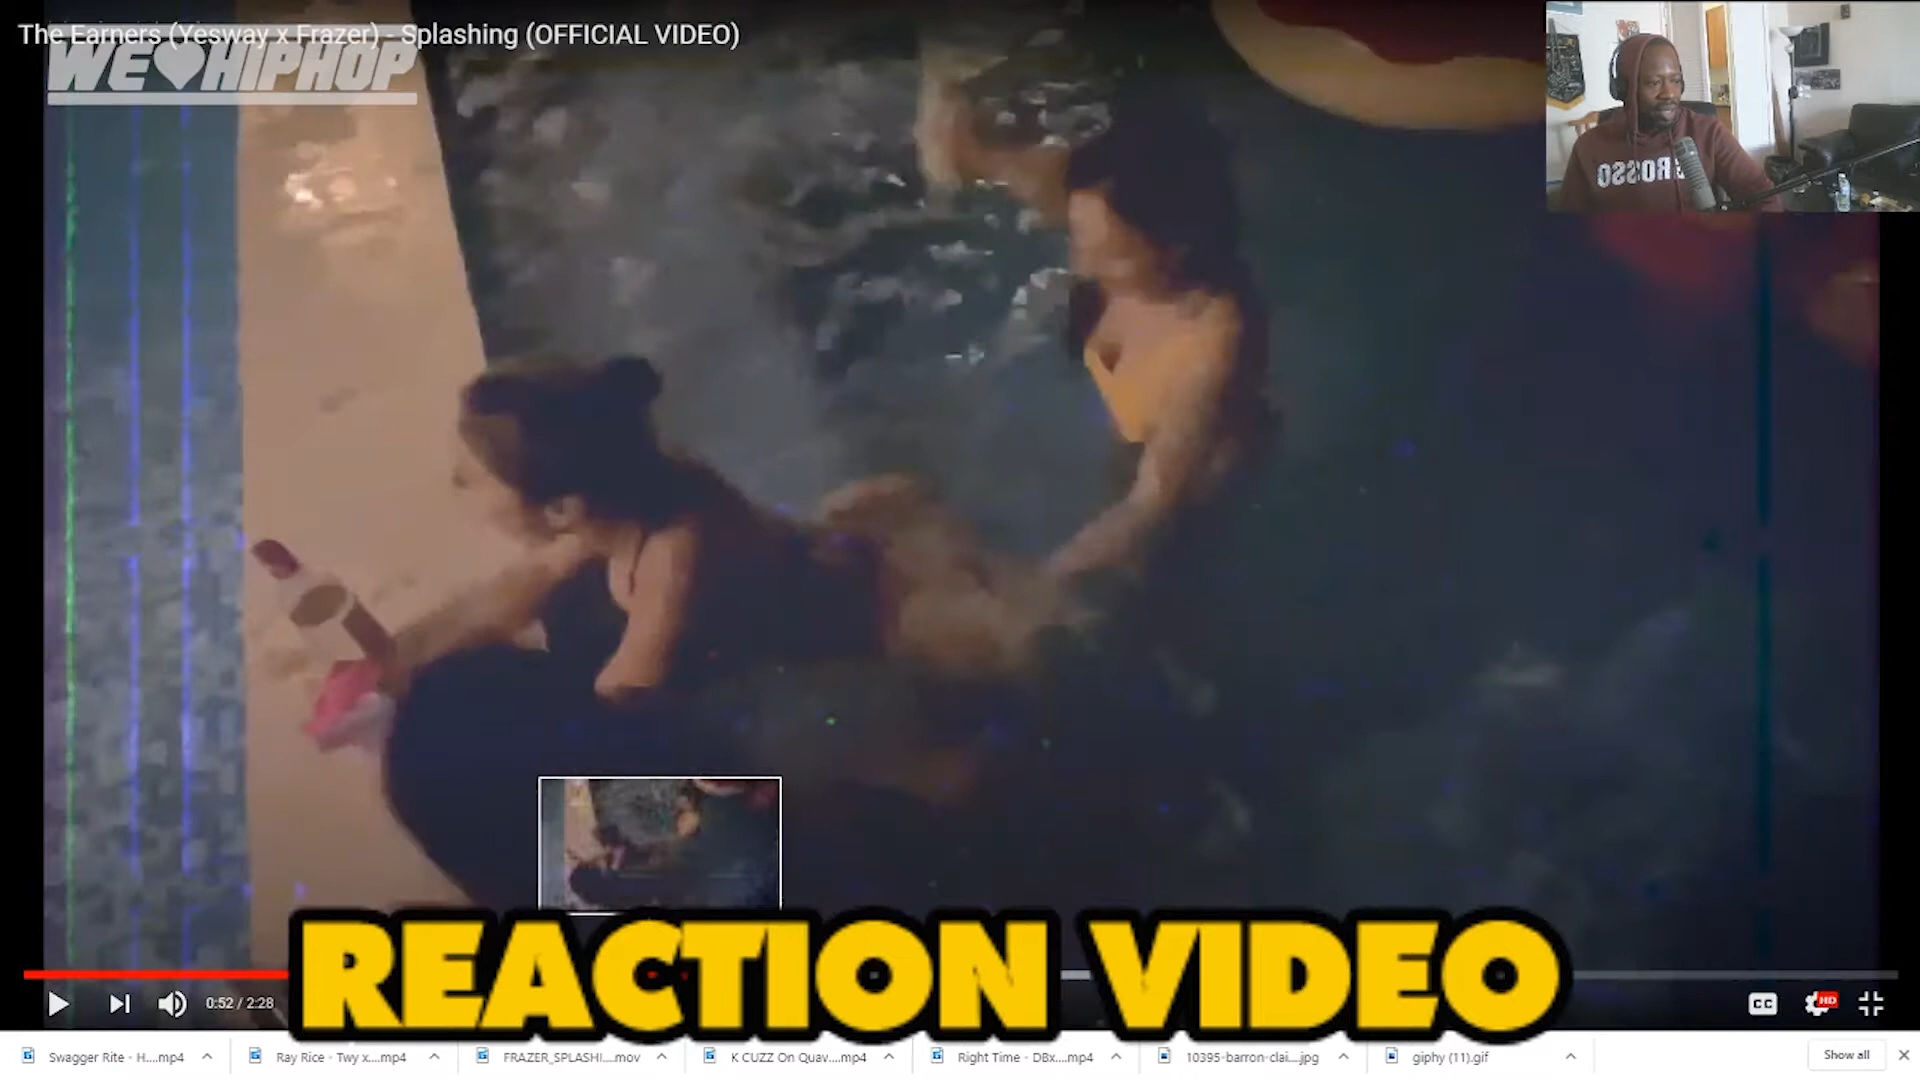 The Earners (Yesway x Frazer) - Splashing (OFFICIAL VIDEO)
WE HIPHOP
GROSSO
REACTION VIDEO
0:52 / 2:28
CC
HD
Swagger Rite - H....mp4
Ray Rice - Twy x....mp4
FRAZER_SPLASHI....mov
K CUZZ On Quav....mp4
Right Time - DBx....mp4
10395-barron-clai....jpg
giphy (11).gif
Show all